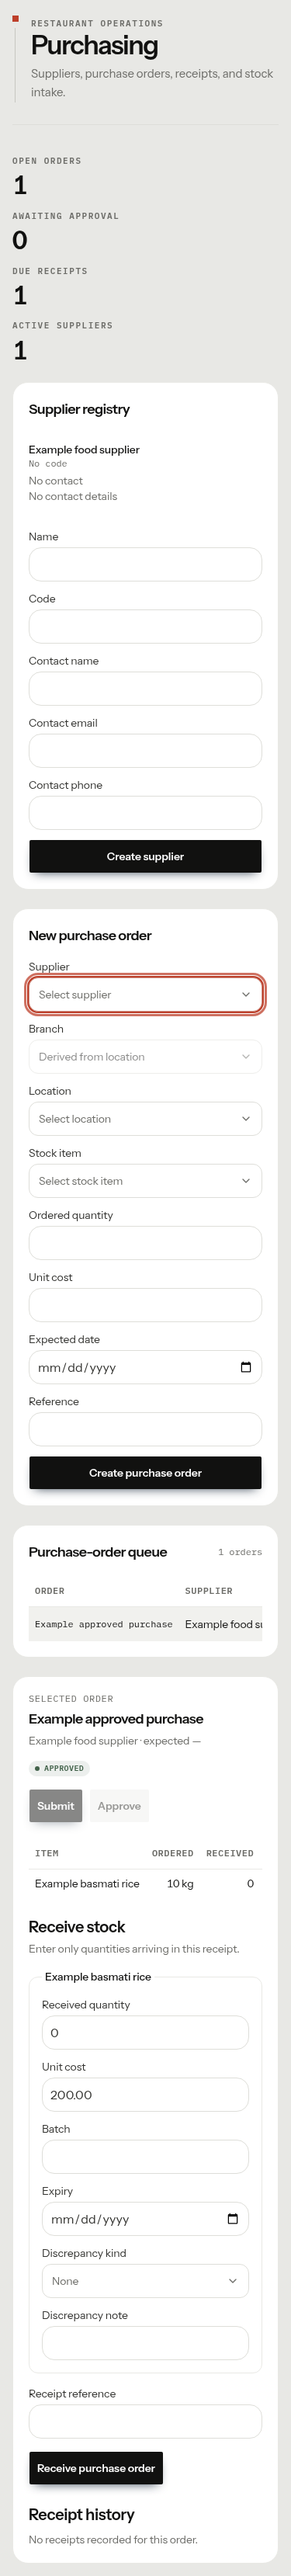 RESTAURANT OPERATIONS
Purchasing
Suppliers, purchase orders, receipts, and stock
intake.
OPEN ORDERS
1
AWAITING APPROVAL
0
DUE RECEIPTS
1
ACTIVE SUPPLIERS
1
Supplier registry
Example food supplier
No code
No contact
No contact details
Name
Code
Contact name
Contact email
Contact phone
Create supplier
New purchase order
Supplier
Select supplier
Branch
Derived from location
Location
Select location
Stock item
Select stock item
Ordered quantity
Unit cost
Expected date
mm/dd/yyyy
Reference
Create purchase order
Purchase-order queue 1 orders
ORDER SUPPLIER
Example approved purchase Example food su
SELECTED ORDER
Example approved purchase
Example food supplier · expected —
APPROVED
Submit Approve
ITEM ORDERED RECEIVED
Example basmati rice 10 kg 0
Receive stock
Enter only quantities arriving in this receipt.
Example basmati rice
Received quantity
0
Unit cost
200.00
Batch
Expiry
mm/dd/yyyy
Discrepancy kind
None
Discrepancy note
Receipt reference
Receive purchase order
Receipt history
No receipts recorded for this order.